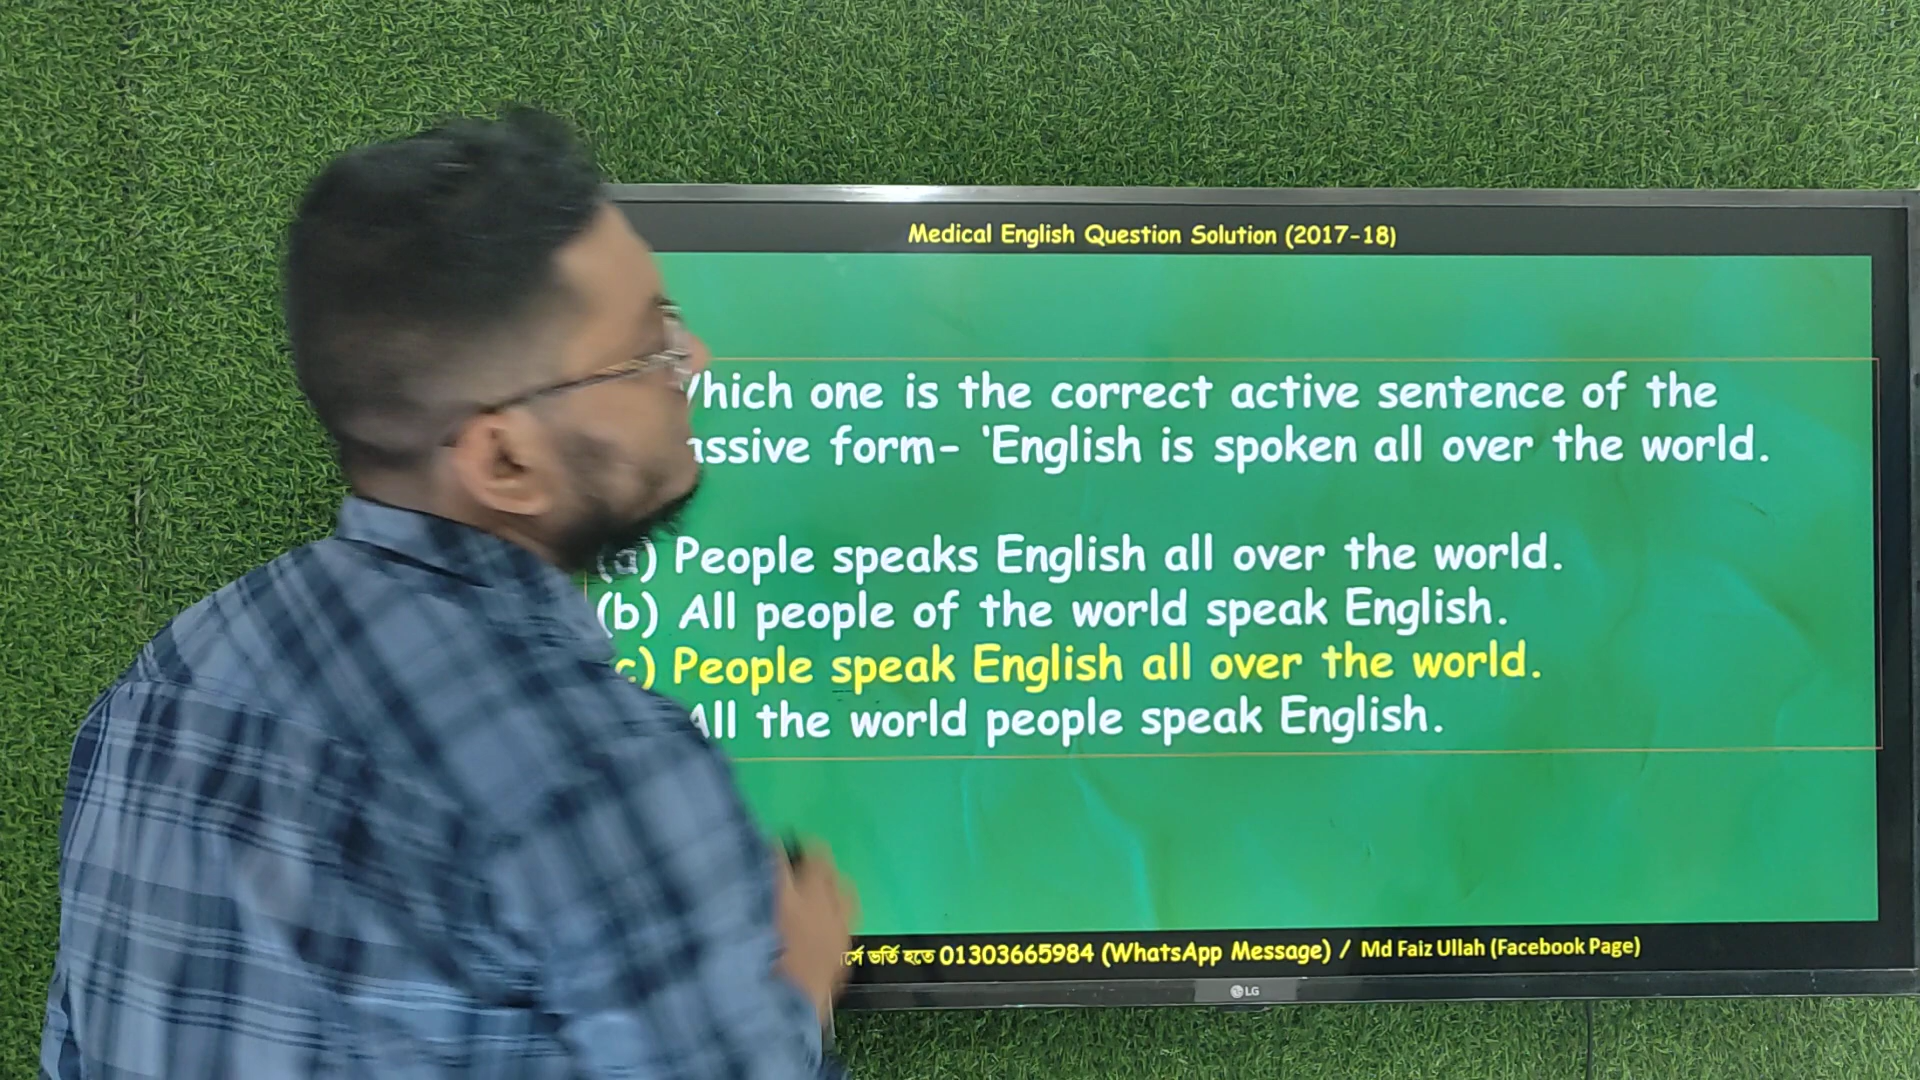 Medical English Question Solution (2017-18)
one is the correct active sentence of the
form- 'English is spoken all over the world.
(a) People speaks English all over the world.
(b) All people of the world speak English.
c) People speak English all over the world.
All the world people speak English.
ভর্তি হতে 01303665984 (WhatsApp Message) / Md Faiz Ullah (Facebook Page)
LG